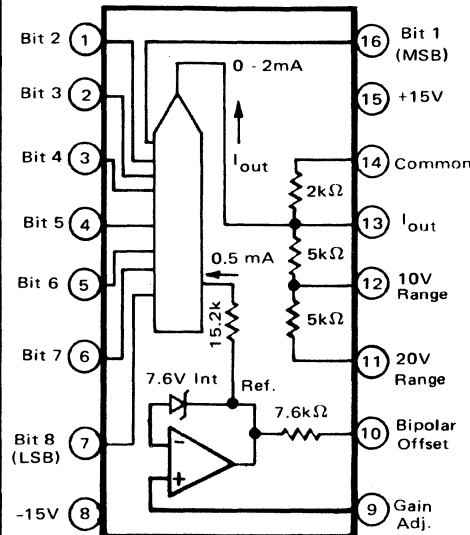 Bit 2 1
Bit 3 2
Bit 4 3
Bit 5 4
Bit 6 5
Bit 7 6
Bit 8
(LSB) 7
-15V 8
0 - 2mA
I out
0.5 mA
15.2k
7.6V Int
Ref.
-
+
2kΩ
5kΩ
5kΩ
7.6kΩ
16 Bit 1
(MSB)
15 +15V
14 Common
13 I out
12 10V
Range
11 20V
Range
10 Bipolar
Offset
9 Gain
Adj.